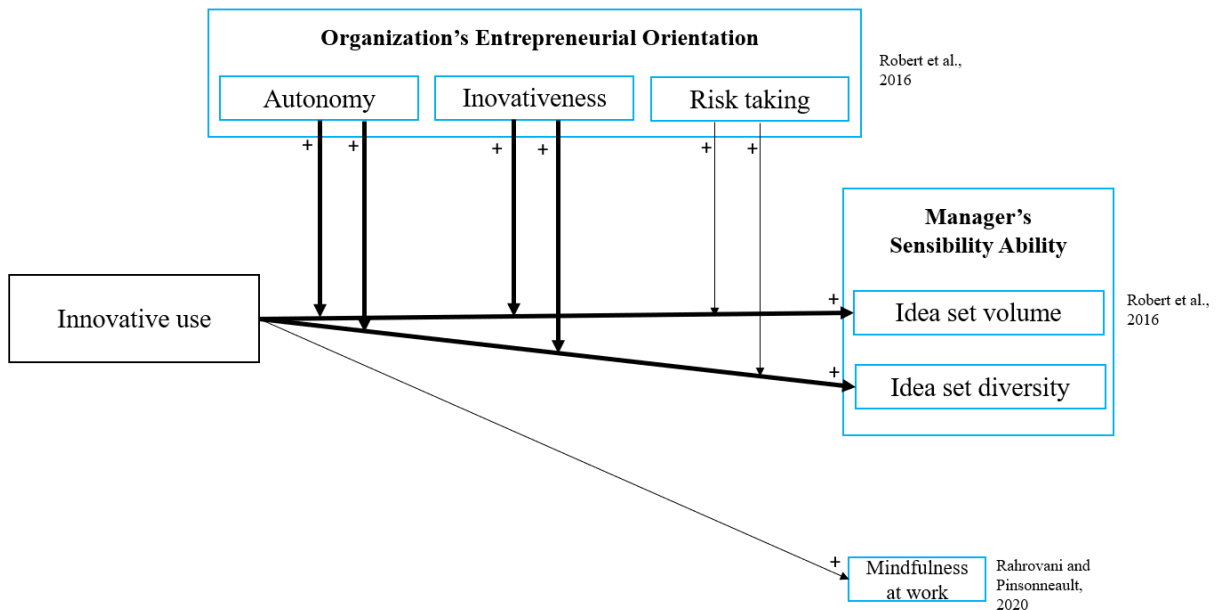 Organization's Entrepreneurial Orientation
Robert et al.,
2016
Autonomy
Inovativeness
Risk taking
+ + + + + +
Manager's
Sensibility Ability
Innovative use
+
Idea set volume
Robert et al.,
2016
+
Idea set diversity
+
Mindfulness
at work
Rahrovani and
Pinsonneault,
2020